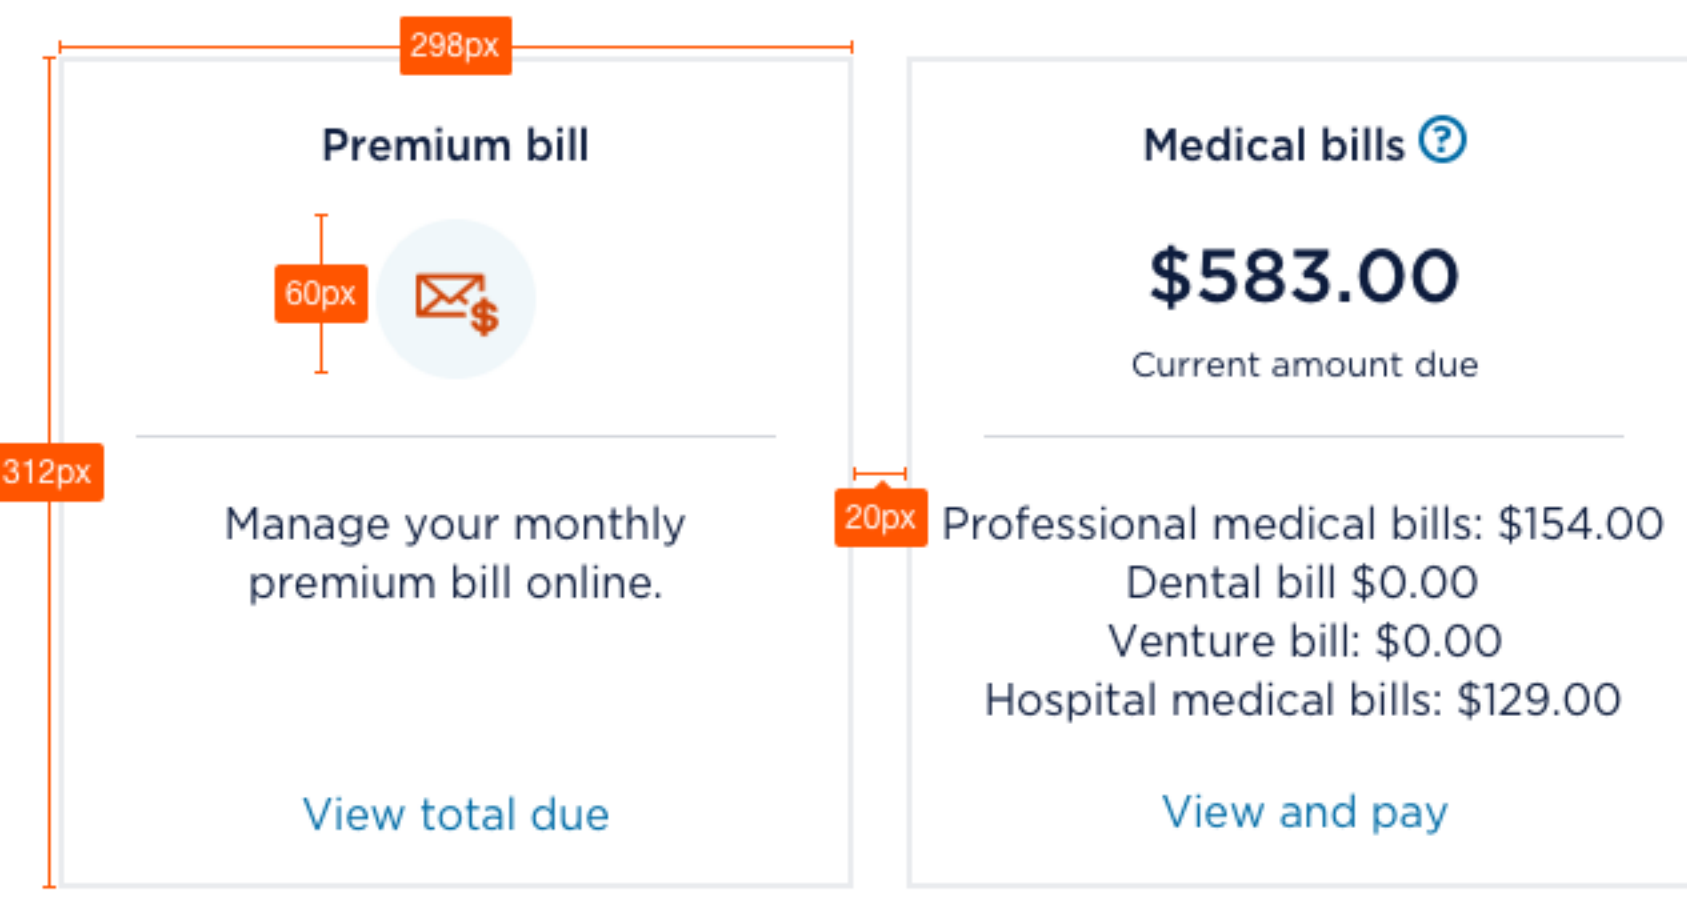 298px
Premium bill
60px
$
312px
Manage your monthly
premium bill online.
View total due
20px
Medical bills ?
$583.00
Current amount due
Professional medical bills: $154.00
Dental bill $0.00
Venture bill: $0.00
Hospital medical bills: $129.00
View and pay